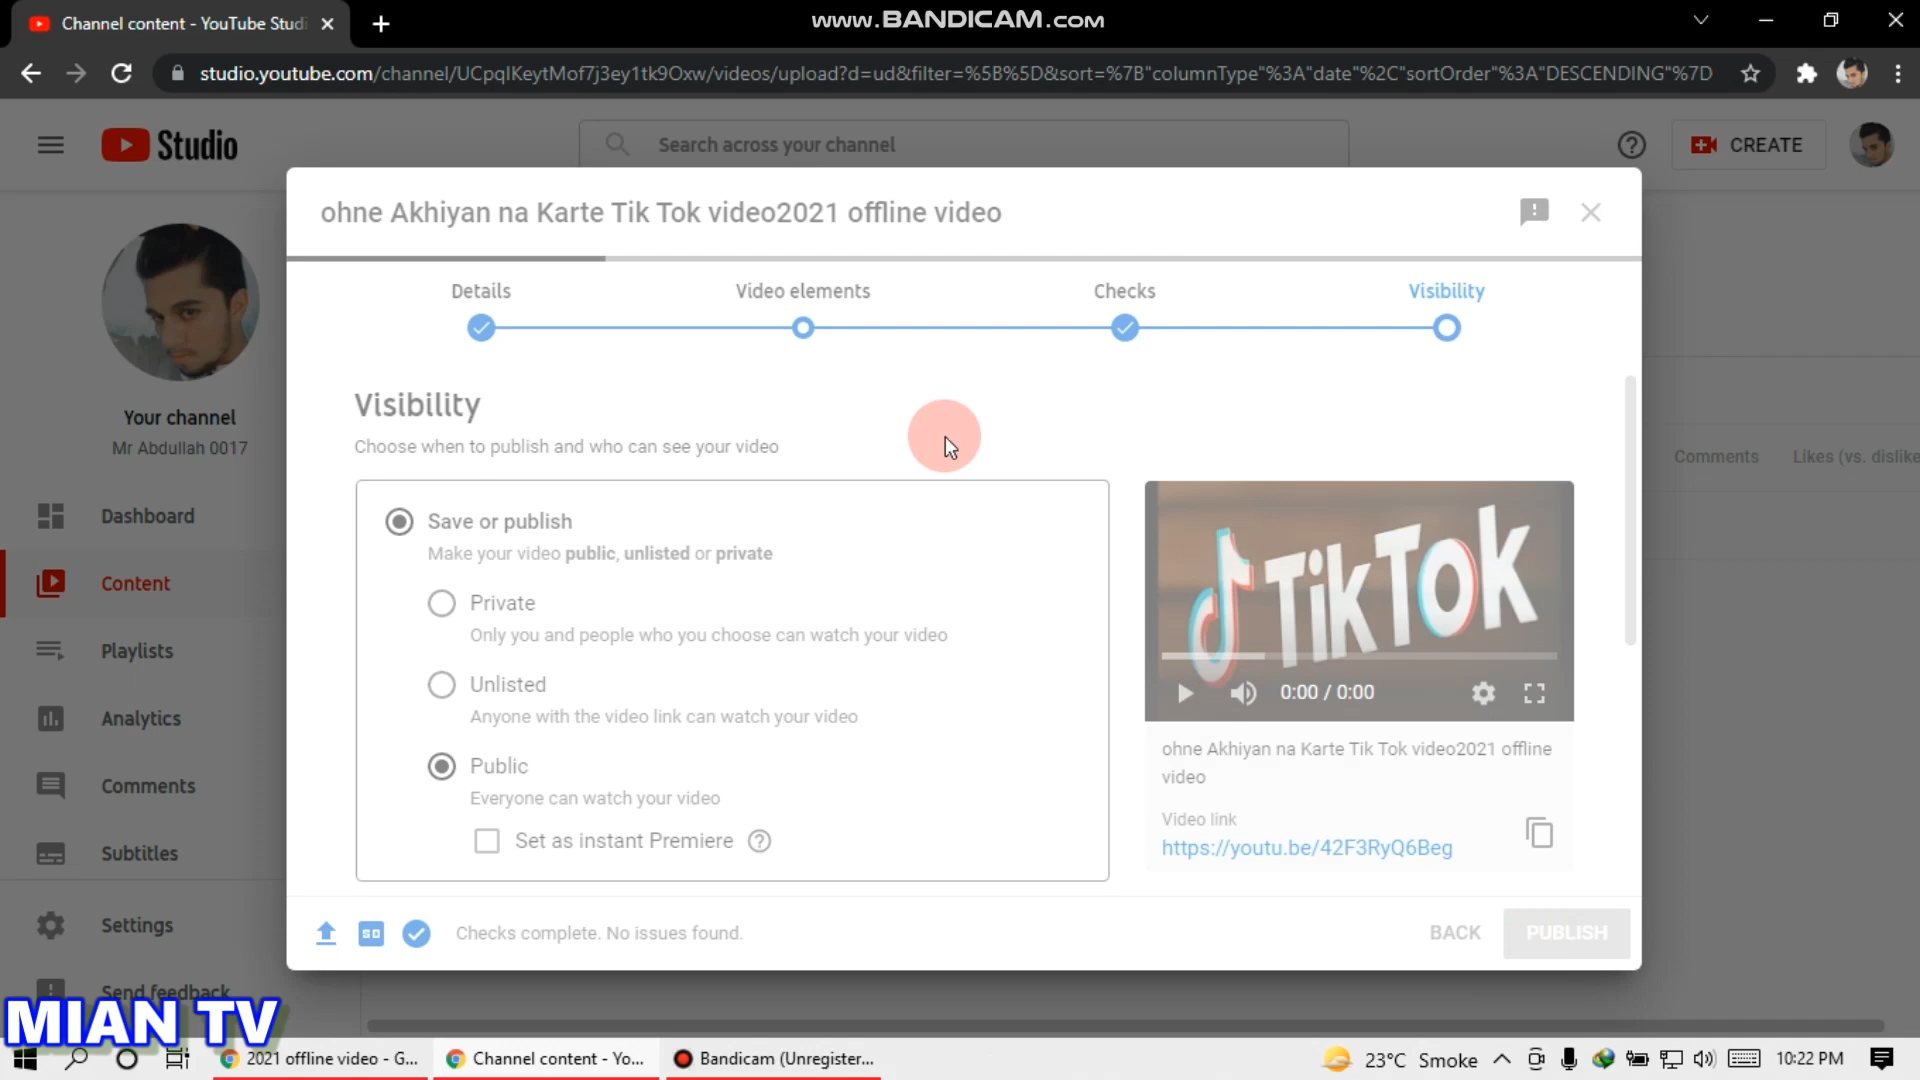 Channel content - YouTube Studi
www.BANDICAM.com
studio.youtube.com/channel/UCpqIKeytMof7j3ey1tk9Oxw/videos/upload?d=ud&filter=%5B%5D&sort=%7B"columnType"%3A"date"%2C"sortOrder"%3A"DESCENDING"%7D
Studio
Search across your channel
CREATE
ohne Akhiyan na Karte Tik Tok video2021 offline video
Details
Video elements
Checks
Visibility
Your channel
Mr Abdullah 0017
Dashboard
Content
Playlists
Analytics
Comments
Subtitles
Settings
Send feedback
Visibility
Choose when to publish and who can see your video
Comments
Likes (vs. dislike
Save or publish
Make your video public, unlisted or private
Private
Only you and people who you choose can watch your video
Unlisted
Anyone with the video link can watch your video
Public
Everyone can watch your video
Set as instant Premiere
TikTok
0:00 / 0:00
ohne Akhiyan na Karte Tik Tok video2021 offline
video
Video link
https://youtu.be/42F3RyQ6Beg
SD
Checks complete. No issues found.
BACK
PUBLISH
MIAN TV
2021 offline video - G...
Channel content - Yo...
Bandicam (Unregister...
23°C Smoke
10:22 PM